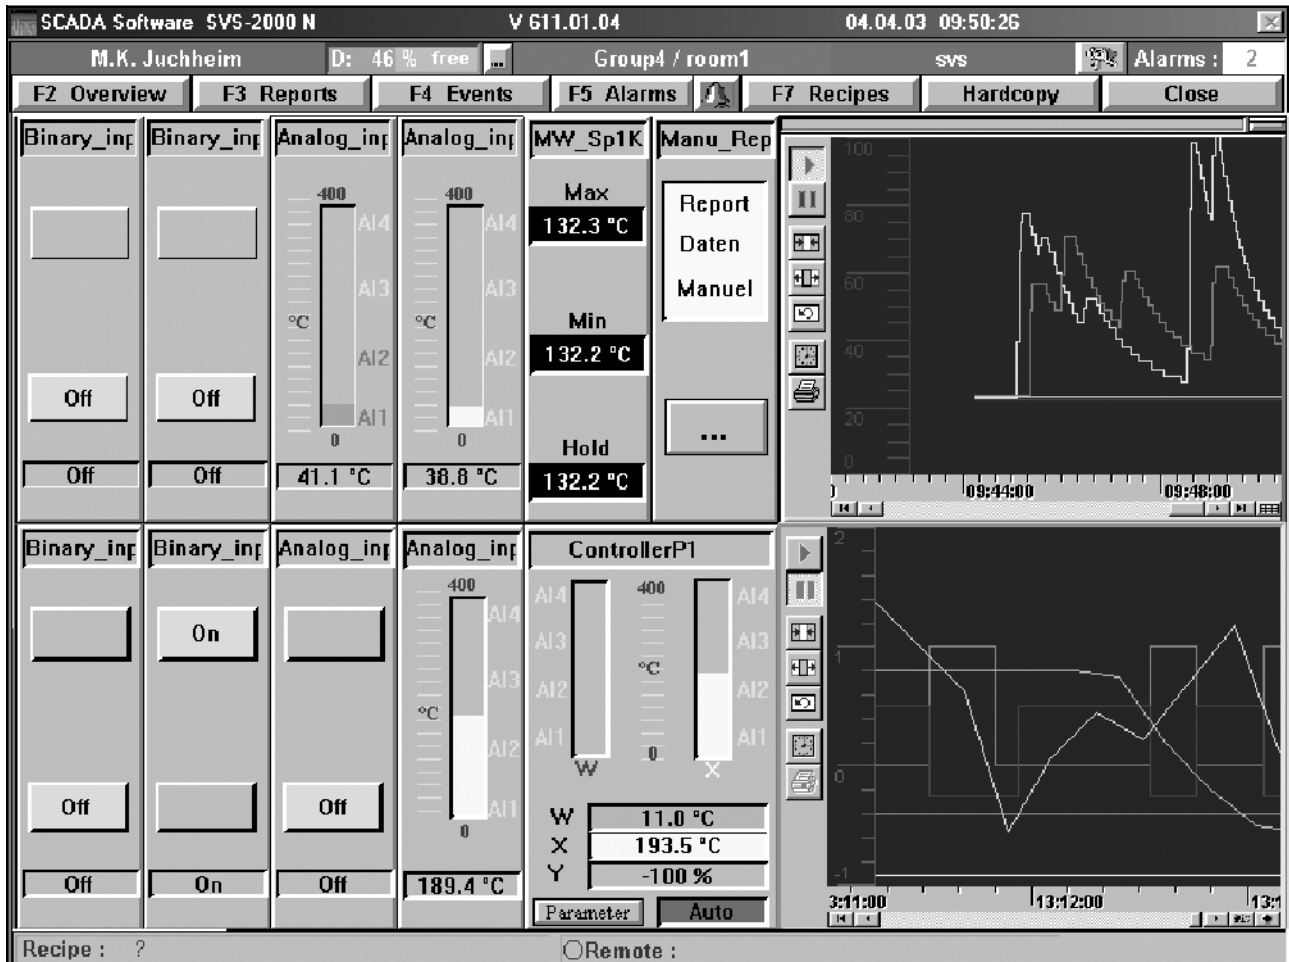 SCADA Software SVS-2000 N V 611.01.04 04.04.03 09:50:26
M.K. Juchheim D: 46 % free ... Group4 / room1 svs Alarms : 2
F2 Overview F3 Reports F4 Events F5 Alarms F7 Recipes Hardcopy Close
Binary_inp Binary_inp Analog_inp Analog_inp MW_Sp1K Manu_Rep
400 400
AI4 AI4
AI3 AI3
°C °C
AI2 AI2
AI1 AI1
0 0
Off Off
Off Off 41.1 °C 38.8 °C
Max
132.3 °C
Min
132.2 °C
Hold
132.2 °C
Report
Daten
Manuel
...
100
80
60
40
20
0
09:44:00 09:48:00
Binary_inp Binary_inp Analog_inp Analog_inp ControllerP1
On
Off Off
Off On Off 189.4 °C
400
AI4
AI3
°C
AI2
AI1
0
AI4 400 AI4
AI3 AI3
°C
AI2 AI2
AI1 AI1
0
W X
W 11.0 °C
X 193.5 °C
Y -100 %
Parameter Auto
2
1
0
-1
3:11:00 13:12:00 13:1
Recipe : ? Remote :